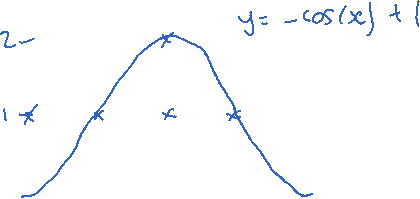 y = -cos(x) + 1
2
1